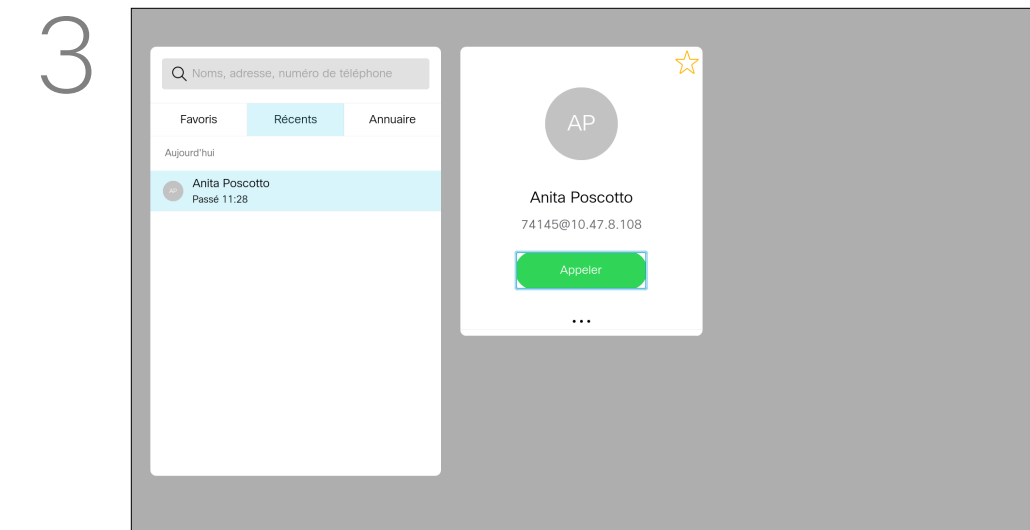 3
Noms, adresse, numéro de téléphone
Favoris Récents Annuaire
Aujourd'hui
AP
Anita Poscotto
Passé 11:28
AP
Anita Poscotto
74145@10.47.8.108
Appeler
...